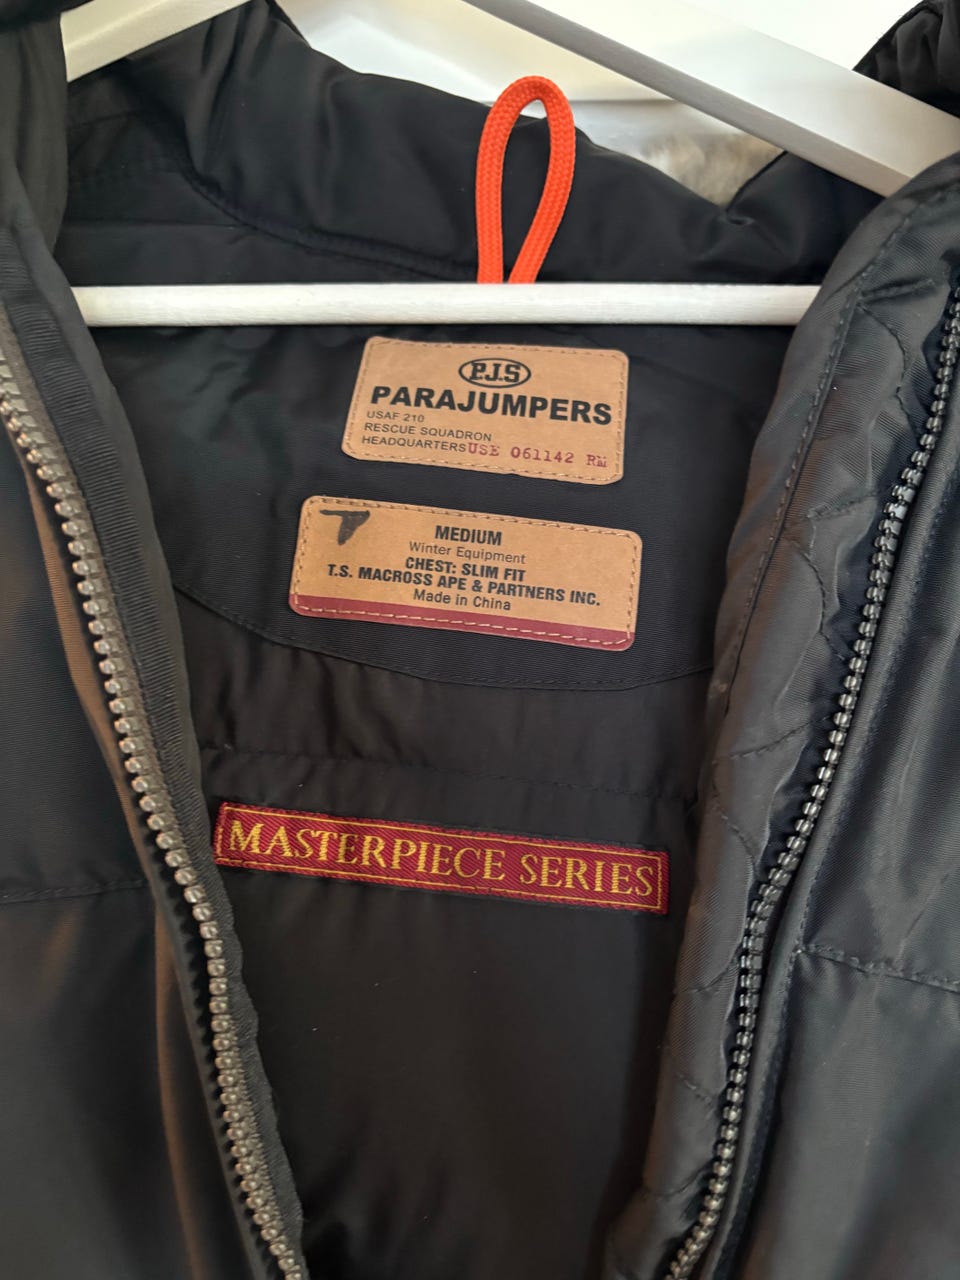 P.J.S
PARAJUMPERS
USAF 210
RESCUE SQUADRON
HEADQUARTERS USE 061142 RM
MEDIUM
Winter Equipment
CHEST: SLIM FIT
T.S. MACROSS APE & PARTNERS INC.
Made in China
MASTERPIECE SERIES